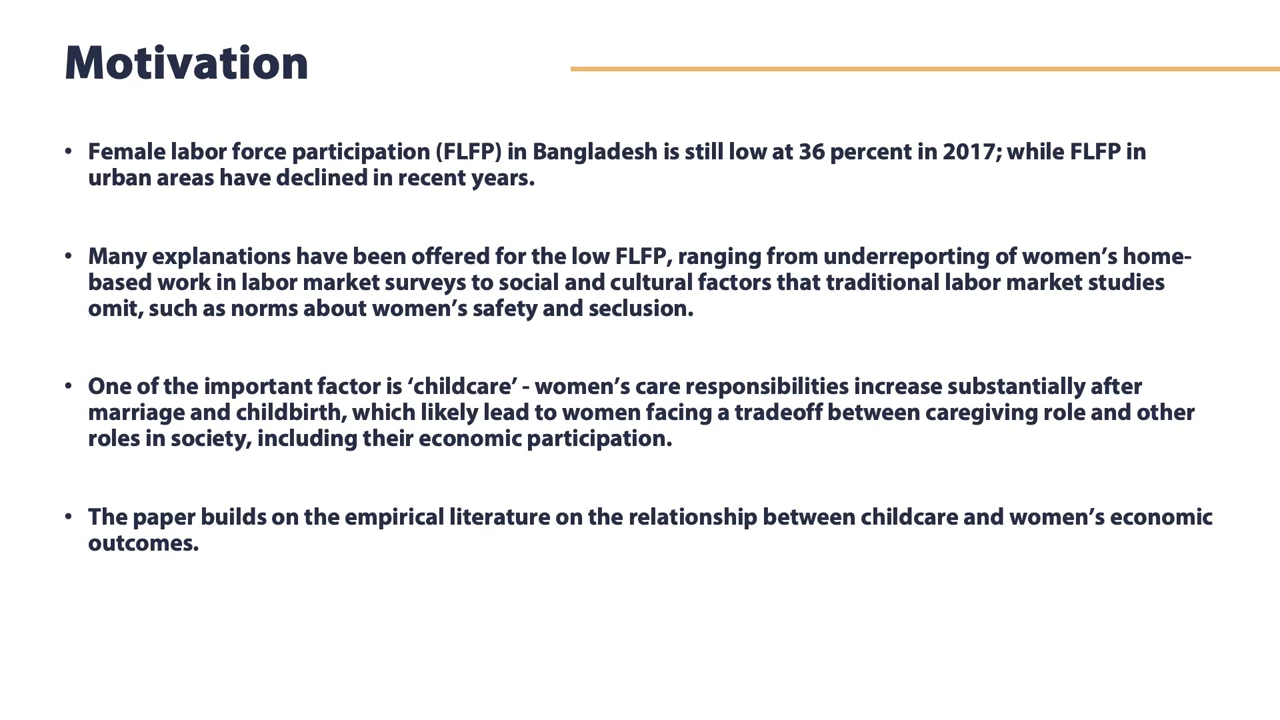 Motivation
• Female labor force participation (FLFP) in Bangladesh is still low at 36 percent in 2017; while FLFP in
urban areas have declined in recent years.
• Many explanations have been offered for the low FLFP, ranging from underreporting of women’s home-
based work in labor market surveys to social and cultural factors that traditional labor market studies
omit, such as norms about women’s safety and seclusion.
• One of the important factor is ‘childcare’ - women’s care responsibilities increase substantially after
marriage and childbirth, which likely lead to women facing a tradeoff between caregiving role and other
roles in society, including their economic participation.
• The paper builds on the empirical literature on the relationship between childcare and women’s economic
outcomes.